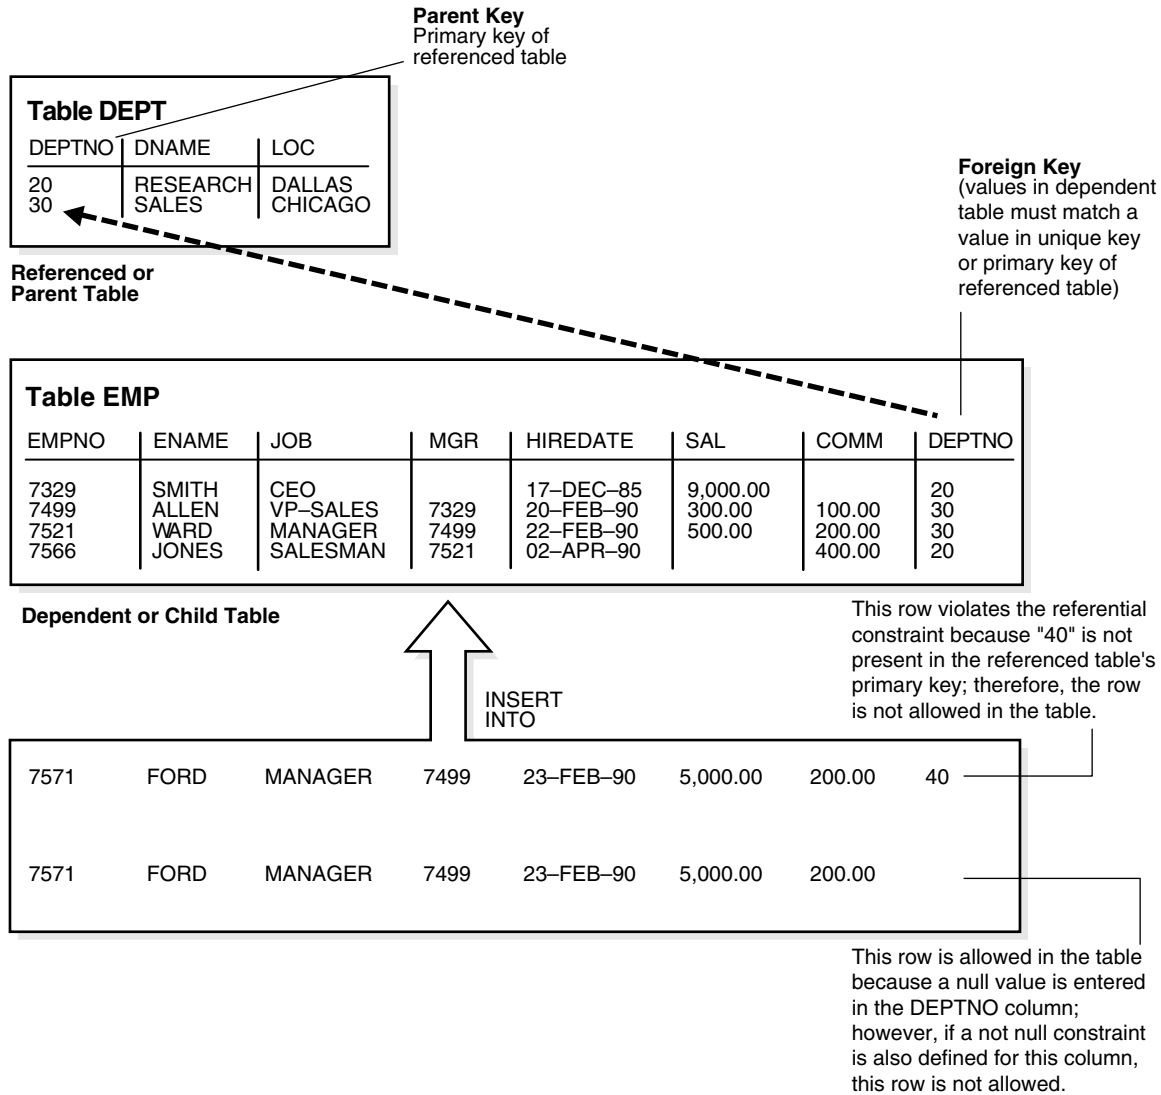 Parent Key
Primary key of
referenced table
Table DEPT
DEPTNO DNAME LOC
20 RESEARCH DALLAS
30 SALES CHICAGO
Referenced or
Parent Table
Foreign Key
(values in dependent
table must match a
value in unique key
or primary key of
referenced table)
Table EMP
EMPNO ENAME JOB MGR HIREDATE SAL COMM DEPTNO
7329 SMITH CEO 17–DEC–85 9,000.00 20
7499 ALLEN VP–SALES 7329 20–FEB–90 300.00 100.00 30
7521 WARD MANAGER 7499 22–FEB–90 500.00 200.00 30
7566 JONES SALESMAN 7521 02–APR–90 400.00 20
Dependent or Child Table
This row violates the referential
constraint because "40" is not
present in the referenced table's
primary key; therefore, the row
is not allowed in the table.
INSERT
INTO
7571 FORD MANAGER 7499 23–FEB–90 5,000.00 200.00 40
7571 FORD MANAGER 7499 23–FEB–90 5,000.00 200.00
This row is allowed in the table
because a null value is entered
in the DEPTNO column;
however, if a not null constraint
is also defined for this column,
this row is not allowed.